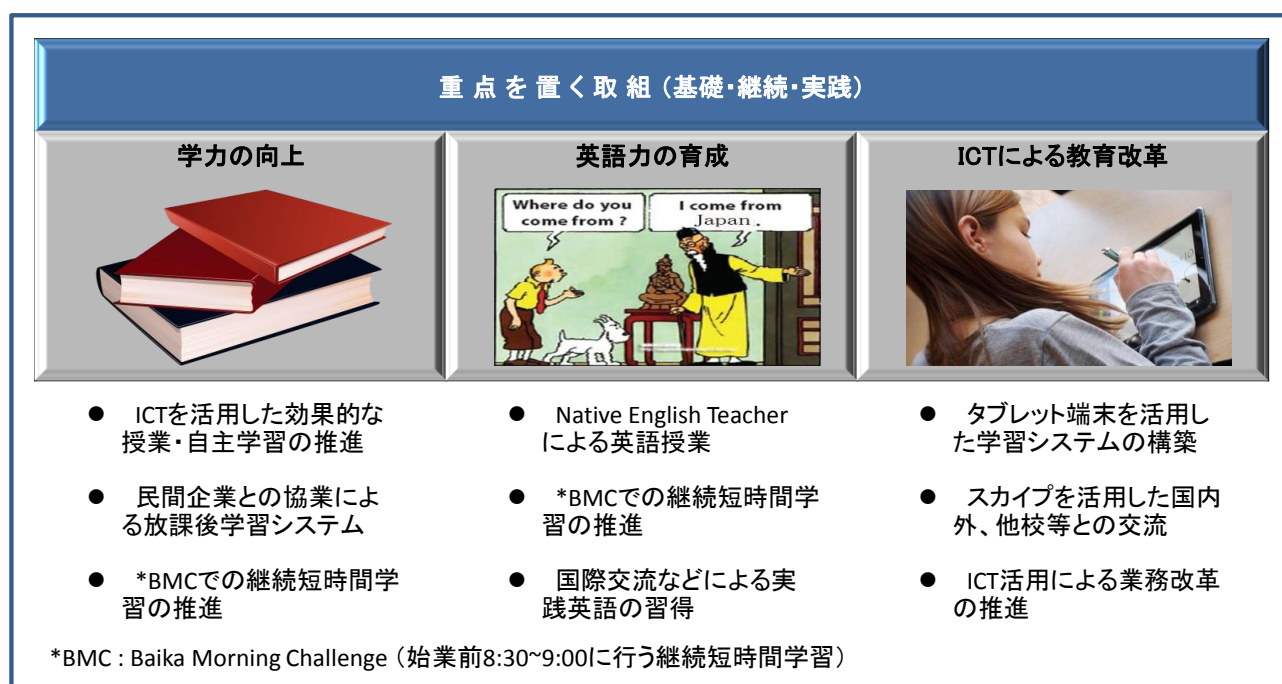 重点を置く取組（基礎・継続・実践）
学力の向上
英語力の育成
ICTによる教育改革
Where do you
come from ?
I come from
Japan .
● ICTを活用した効果的な
授業・自主学習の推進
● 民間企業との協業によ
る放課後学習システム
● *BMCでの継続短時間学
習の推進
● Native English Teacher
による英語授業
● *BMCでの継続短時間学
習の推進
● 国際交流などによる実
践英語の習得
● タブレット端末を活用し
た学習システムの構築
● スカイプを活用した国内
外、他校等との交流
● ICT活用による業務改革
の推進
*BMC : Baika Morning Challenge （始業前8:30~9:00に行う継続短時間学習）